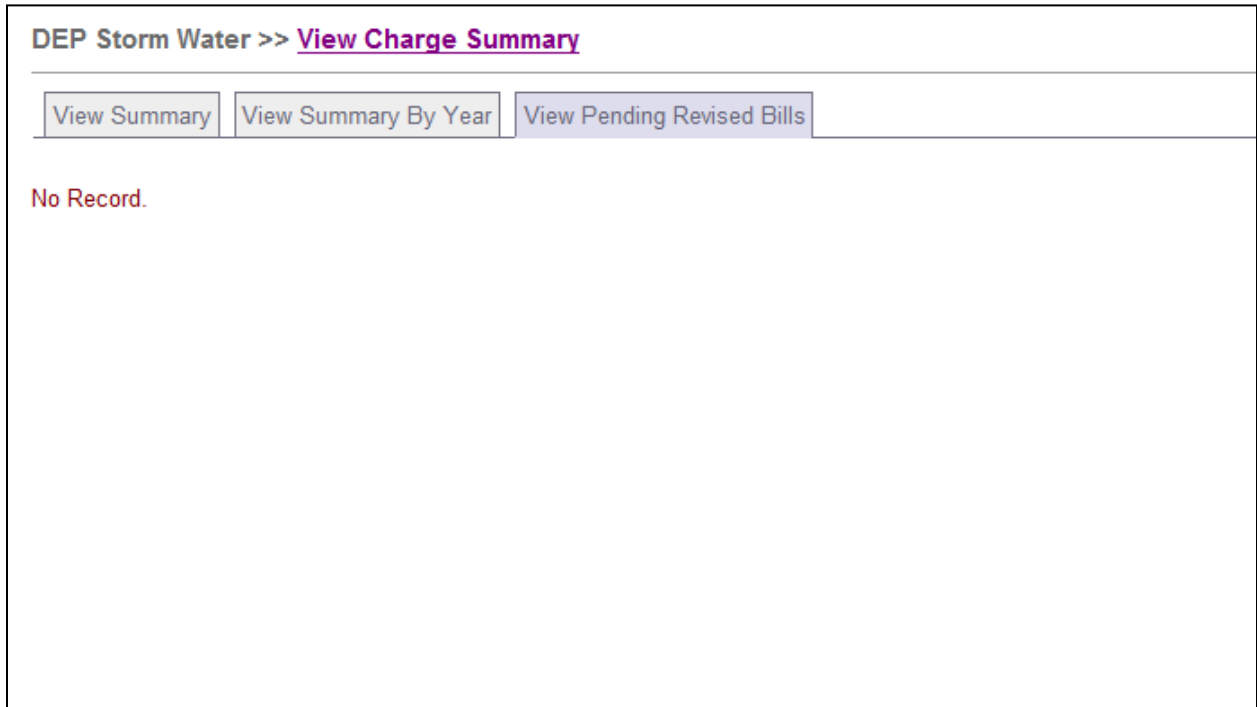 DEP Storm Water >> View Charge Summary
View Summary View Summary By Year View Pending Revised Bills
No Record.